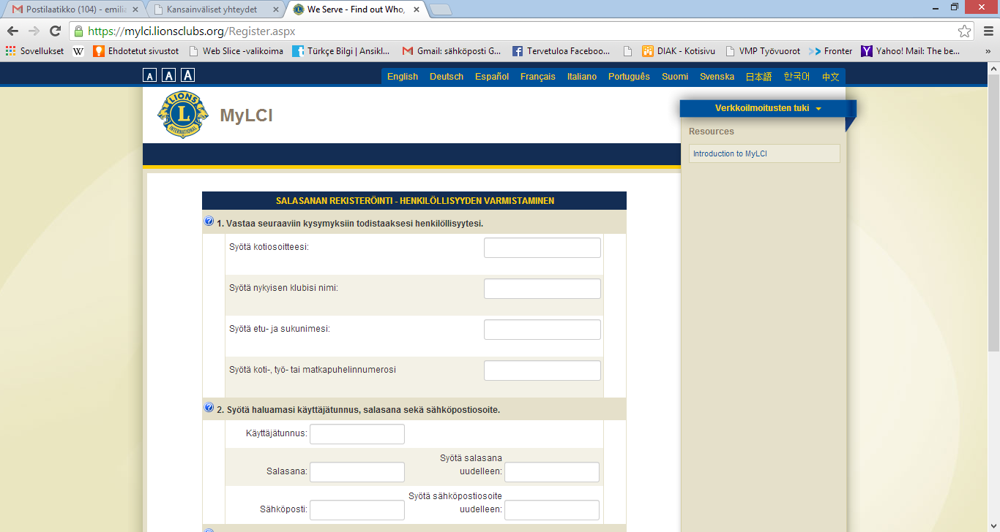 Postilaatikko (104) - emilia
Kansainväliset yhteydet
We Serve - Find out Who,
https://mylci.lionsclubs.org/Register.aspx
Sovellukset W Ehdotetut sivustot Web Slice -valikoima Türkçe Bilgi | Ansikl... Gmail: sähköposti G... Tervetuloa Faceboo... DIAK - Kotisivu VMP Työvuorot Fronter Yahoo! Mail: The be... »
A A A
English Deutsch Español Français Italiano Português Suomi Svenska 日本語 한국어 中文
LIONS
L
INTERNATIONAL
MyLCI
Verkkoilmoitusten tuki
Resources
Introduction to MyLCI
SALASANAN REKISTERÖINTI - HENKILÖLLISYYDEN VARMISTAMINEN
1. Vastaa seuraaviin kysymyksiin todistaaksesi henkilöllisyytesi.
Syötä kotiosoitteesi:
Syötä nykyisen klubisi nimi:
Syötä etu- ja sukunimesi:
Syötä koti-, työ- tai matkapuhelinnumerosi
2. Syötä haluamasi käyttäjätunnus, salasana sekä sähköpostiosoite.
Käyttäjätunnus:
Salasana:
Syötä salasana
uudelleen:
Sähköposti:
Syötä sähköpostiosoite
uudelleen: